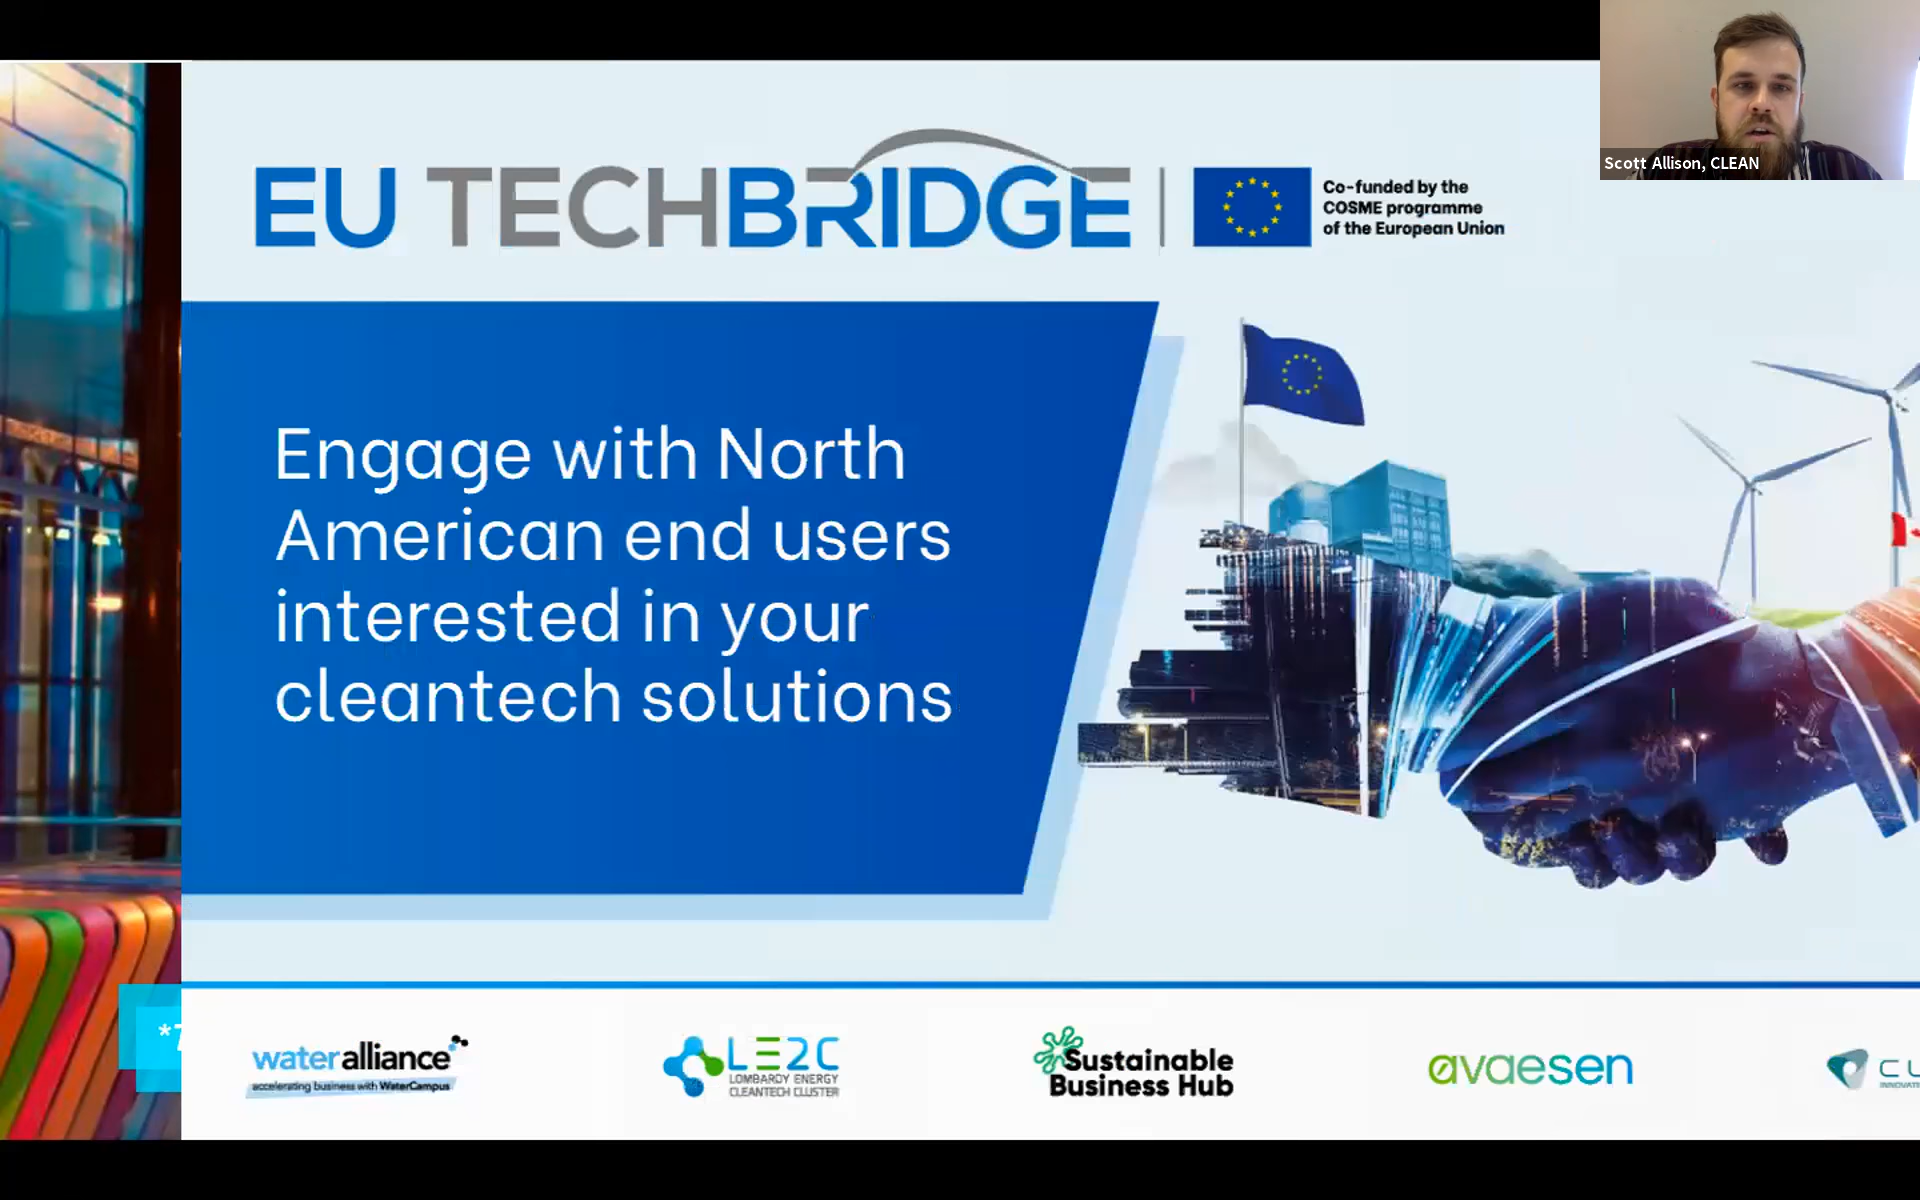 Scott Allison, CLEAN
EU TECHBRIDGE
Co-funded by the
COSME programme
of the European Union
Engage with North
American end users
interested in your
cleantech solutions
wateralliance
accelerating business with WaterCampus
LE2C
LOMBARDY ENERGY
CLEANTECH CLUSTER
Sustainable
Business Hub
avaesen